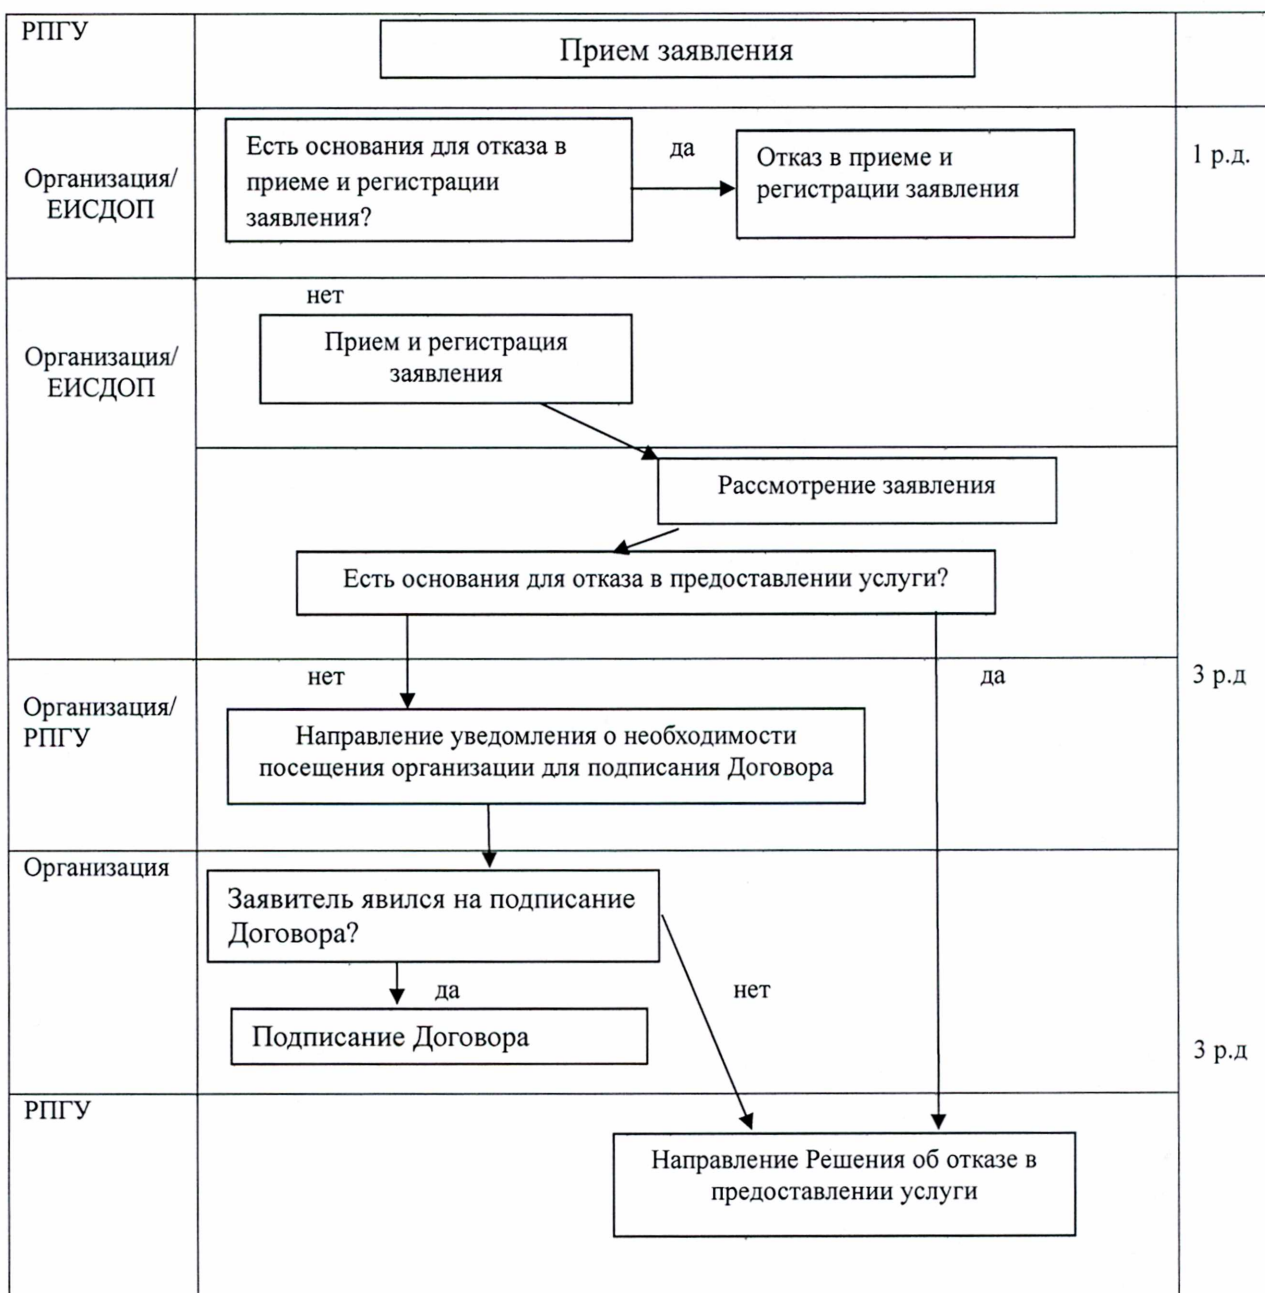 РПГУ
Прием заявления
Организация/
ЕИСДОП
Есть основания для отказа в
приеме и регистрации
заявления?
да
Отказ в приеме и
регистрации заявления
1 р.д.
нет
Организация/
ЕИСДОП
Прием и регистрация
заявления
Рассмотрение заявления
Есть основания для отказа в предоставлении услуги?
нет
да
3 р.д
Организация/
РПГУ
Направление уведомления о необходимости
посещения организации для подписания Договора
Организация
Заявитель явился на подписание
Договора?
да
нет
Подписание Договора
3 р.д
РПГУ
Направление Решения об отказе в
предоставлении услуги